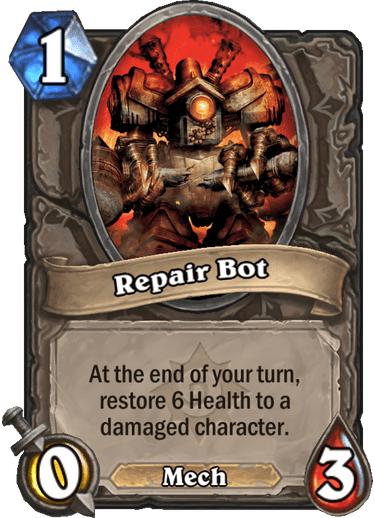 1
Repair Bot
At the end of your turn,
restore 6 Health to a
damaged character.
0
Mech
3